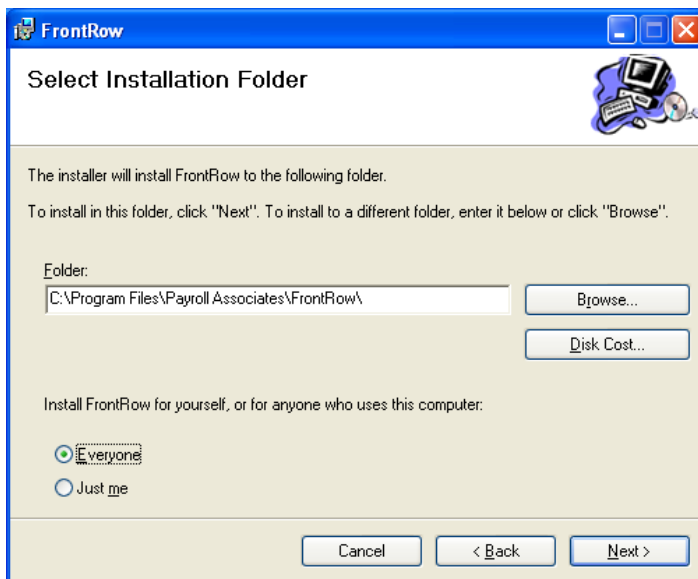 FrontRow
Select Installation Folder
The installer will install FrontRow to the following folder.
To install in this folder, click "Next". To install to a different folder, enter it below or click "Browse".
Folder:
C:\Program Files\Payroll Associates\FrontRow\
Browse...
Disk Cost...
Install FrontRow for yourself, or for anyone who uses this computer:
Everyone
Just me
Cancel
< Back
Next >